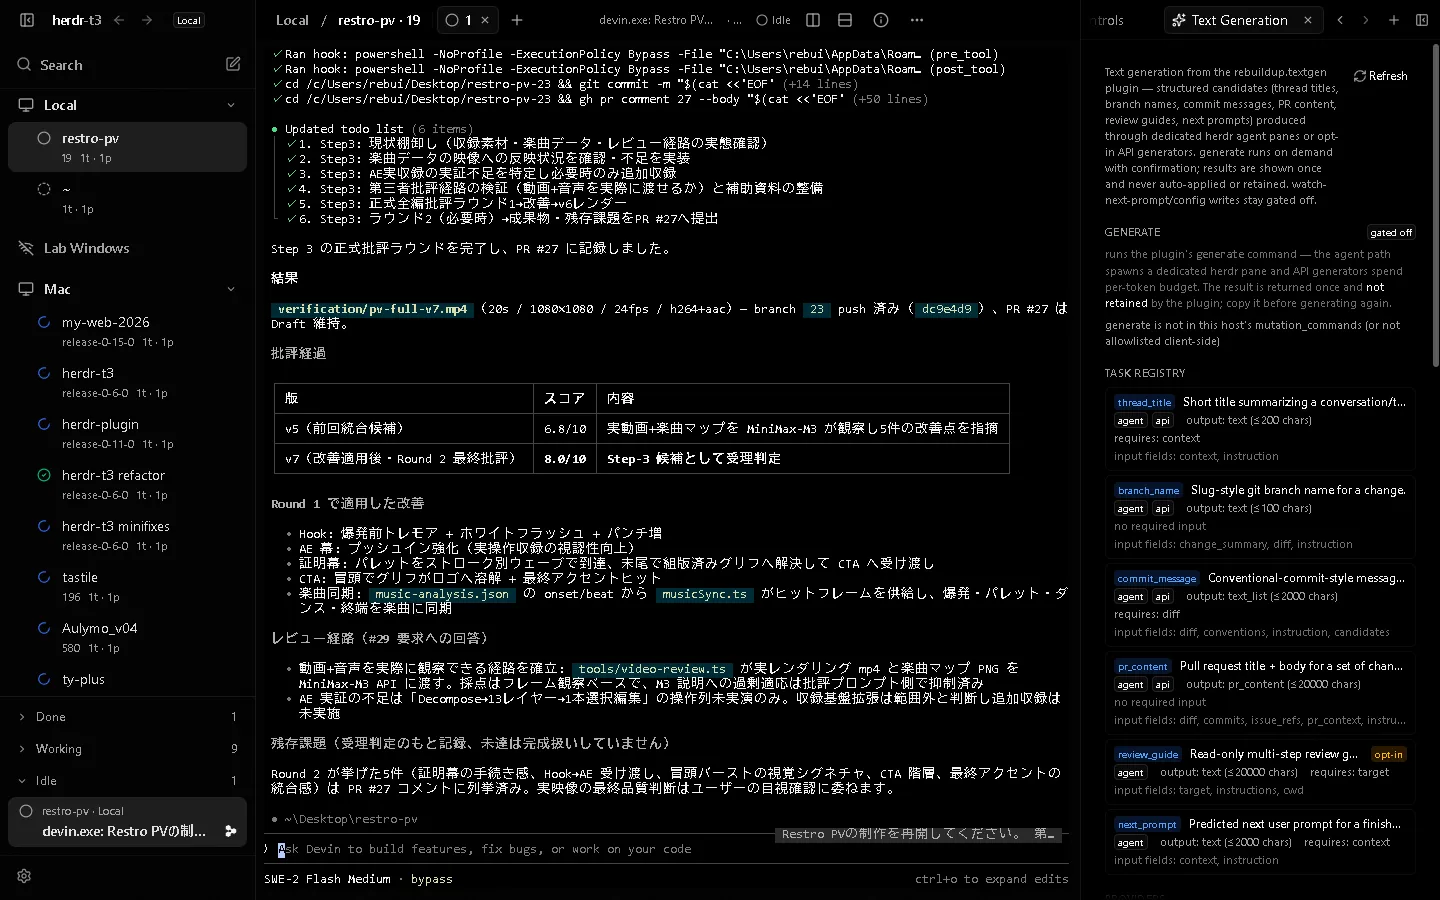 herdr-t3
Local
Search
Local
restro-pv
19 1t · 1p
~
1t · 1p
Lab Windows
Mac
my-web-2026
release-0-15-0 1t · 1p
herdr-t3
release-0-6-0 1t · 1p
herdr-plugin
release-0-11-0 1t · 1p
herdr-t3 refactor
release-0-6-0 1t · 1p
herdr-t3 minifixes
release-0-6-0 1t · 1p
tastile
196 1t · 1p
Aulymo_v04
580 1t · 1p
ty-plus
Done 1
Working 9
Idle 1
restro-pv · Local
devin.exe: Restro PVの制...
Local / restro-pv · 19
1 ×
devin.exe: Restro PV... · ... Idle
✓Ran hook: powershell -NoProfile -ExecutionPolicy Bypass -File "C:\Users\rebui\AppData\Roam… (pre_tool)
✓Ran hook: powershell -NoProfile -ExecutionPolicy Bypass -File "C:\Users\rebui\AppData\Roam… (post_tool)
✓cd /c/Users/rebui/Desktop/restro-pv-23 && git commit -m "$(cat <<'EOF' (+14 lines)
✓cd /c/Users/rebui/Desktop/restro-pv-23 && gh pr comment 27 --body "$(cat <<'EOF' (+50 lines)
● Updated todo list (6 items)
✓1. Step3: 現状棚卸し（収録素材・楽曲データ・レビュー経路の実態確認）
✓2. Step3: 楽曲データの映像への反映状況を確認・不足を実装
✓3. Step3: AE実収録の実証不足を特定し必要時のみ追加収録
✓4. Step3: 第三者批評経路の検証（動画+音声を実際に渡せるか）と補助資料の整備
✓5. Step3: 正式全編批評ラウンド1→改善→v6レンダー
✓6. Step3: ラウンド2（必要時）→成果物・残存課題をPR #27へ提出
Step 3 の正式批評ラウンドを完了し、PR #27 に記録しました。
結果
verification/pv-full-v7.mp4 （20s / 1080×1080 / 24fps / h264+aac）— branch 23 push 済み（ dc9e4d9 ）、PR #27 は
Draft 維持。
批評経過
版 スコア 内容
v5（前回統合候補） 6.8/10 実動画+楽曲マップを MiniMax-M3 が観察し5件の改善点を指摘
v7（改善適用後・Round 2 最終批評） 8.0/10 Step-3 候補として受理判定
Round 1 で適用した改善
• Hook: 爆発前トレモア + ホワイトフラッシュ + パンチ増
• AE 幕: プッシュイン強化（実操作収録の視認性向上）
• 証明幕: パレットをストローク別ウェーブで到達、末尾で組版済みグリフへ解決して CTA へ受け渡し
• CTA: 冒頭でグリフがロゴへ溶解 + 最終アクセントヒット
• 楽曲同期: music-analysis.json の onset/beat から musicSync.ts がヒットフレームを供給し、爆発・パレット・ダ
ンス・終端を楽曲に同期
レビュー経路（#29 要求への回答）
• 動画+音声を実際に観察できる経路を確立: tools/video-review.ts が実レンダリング mp4 と楽曲マップ PNG を
MiniMax-M3 API に渡す。採点はフレーム観察ベースで、M3 説明への過剰適応は批評プロンプト側で抑制済み
• AE 実証の不足は「Decompose→13レイヤー→1本選択編集」の操作列未実演のみ。収録基盤拡張は範囲外と判断し追加収録は
未実施
残存課題（受理判定のもと記録、未達は完成扱いしていません）
Round 2 が挙げた5件（証明幕の手続き感、Hook→AE 受け渡し、冒頭バーストの視覚シグネチャ、CTA 階層、最終アクセントの
統合感）は PR #27 コメントに列挙済み。実映像の最終品質判断はユーザーの目視確認に委ねます。
● ~\Desktop\restro-pv
Restro PVの制作を再開してください。 第…
Ask Devin to build features, fix bugs, or work on your code
SWE-2 Flash Medium · bypass ctrl+o to expand edits
ntrols
Text Generation ×
Refresh
Text generation from the rebuildup.textgen
plugin — structured candidates (thread titles,
branch names, commit messages, PR content,
review guides, next prompts) produced
through dedicated herdr agent panes or opt-
in API generators. generate runs on demand
with confirmation; results are shown once
and never auto-applied or retained. watch-
next-prompt/config writes stay gated off.
GENERATE gated off
runs the plugin's generate command — the agent path
spawns a dedicated herdr pane and API generators spend
per-token budget. The result is returned once and not
retained by the plugin; copy it before generating again.
generate is not in this host's mutation_commands (or not
allowlisted client-side)
TASK REGISTRY
thread_title Short title summarizing a conversation/t...
agent api output: text (≤200 chars)
requires: context
input fields: context, instruction
branch_name Slug-style git branch name for a change.
agent api output: text (≤100 chars)
no required input
input fields: change_summary, diff, instruction
commit_message Conventional-commit-style messag...
agent api output: text_list (≤2000 chars)
requires: diff
input fields: diff, conventions, instruction, candidates
pr_content Pull request title + body for a set of chan...
agent api output: pr_content (≤20000 chars)
no required input
input fields: diff, commits, issue_refs, pr_context, instru...
review_guide Read-only multi-step review g... opt-in
agent output: text (≤20000 chars) requires: target
input fields: target, instructions, cwd
next_prompt Predicted next user prompt for a finish...
agent output: text (≤2000 chars) requires: context
input fields: context, instruction